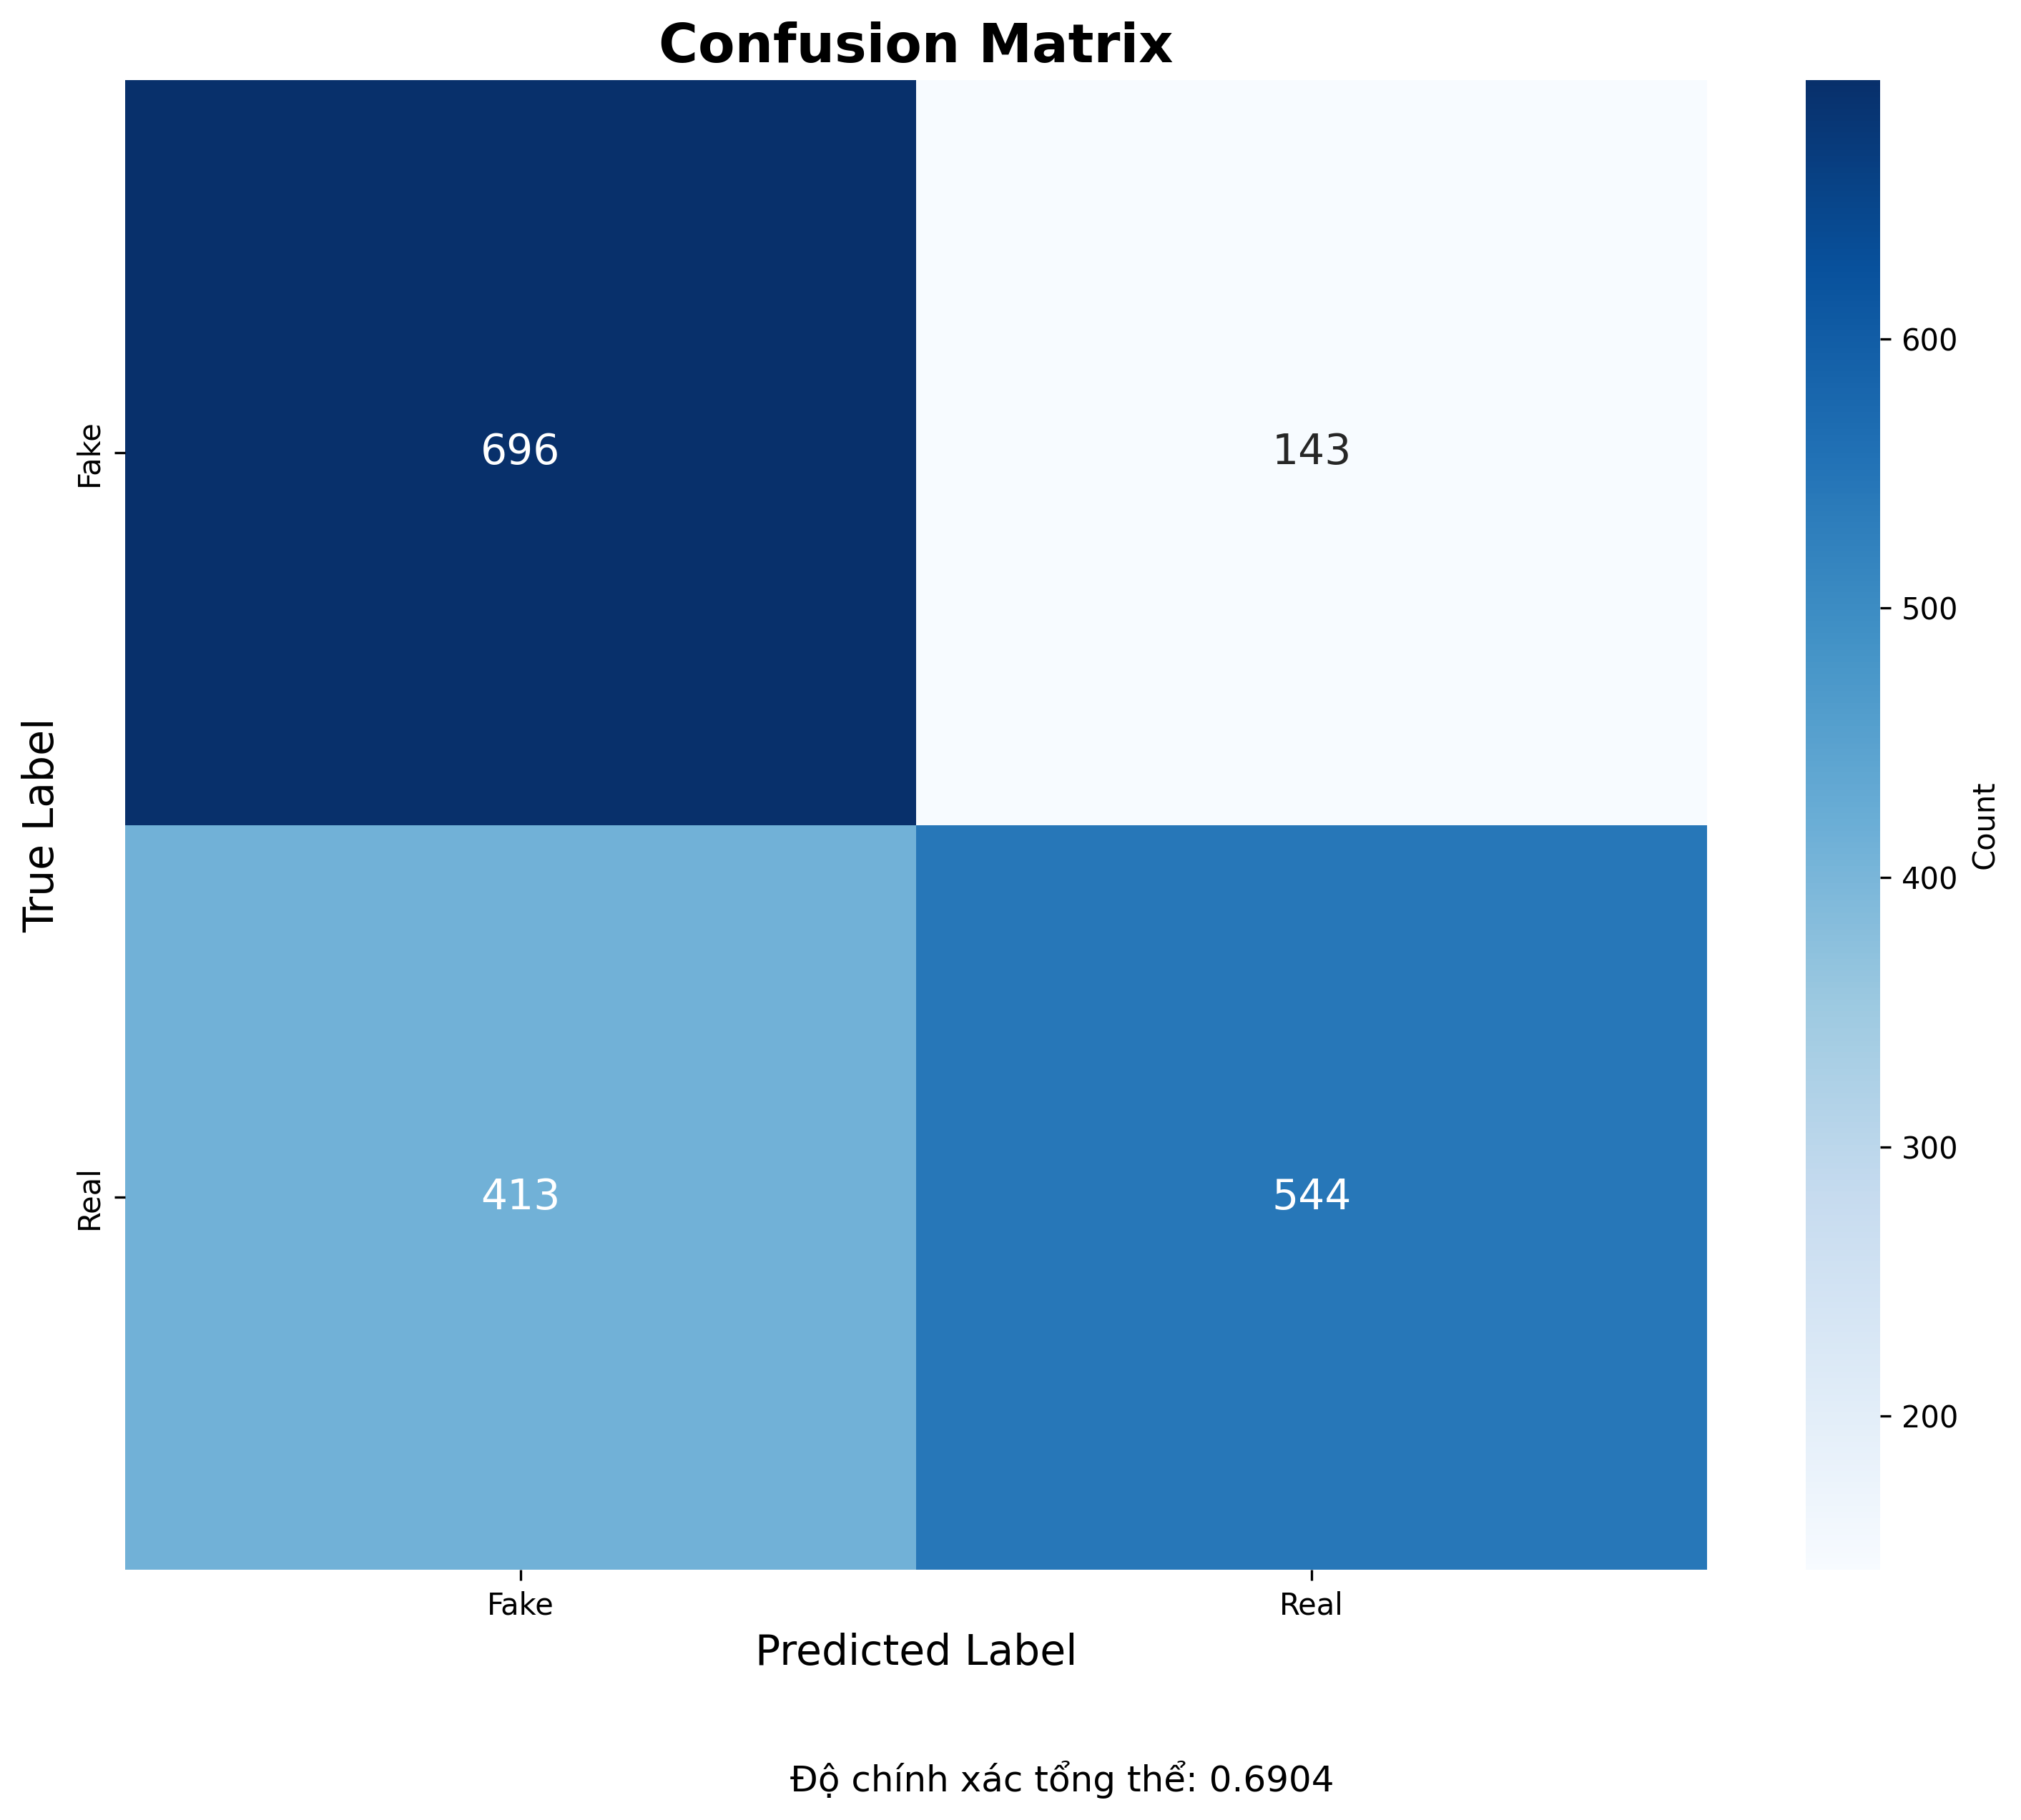 Confusion Matrix
True Label
Fake
696
143
Real
413
544
Fake
Real
Predicted Label
600
500
400
300
200
Count
Độ chính xác tổng thể: 0.6904